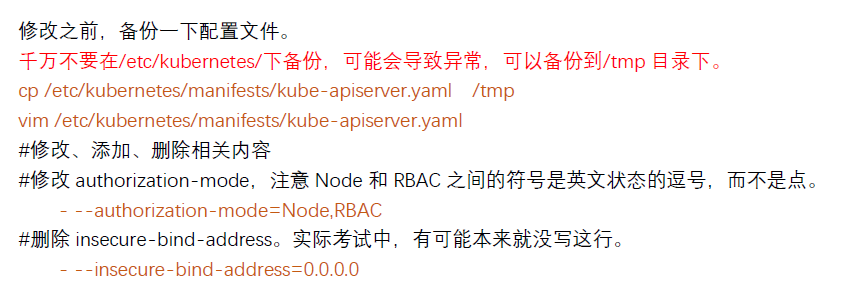 修改之前，备份一下配置文件。
千万不要在/etc/kubernetes/下备份，可能会导致异常，可以备份到/tmp 目录下。
cp /etc/kubernetes/manifests/kube-apiserver.yaml /tmp
vim /etc/kubernetes/manifests/kube-apiserver.yaml
#修改、添加、删除相关内容
#修改 authorization-mode，注意 Node 和 RBAC 之间的符号是英文状态的逗号，而不是点。
- --authorization-mode=Node,RBAC
#删除 insecure-bind-address。实际考试中，有可能本来就没写这行。
- --insecure-bind-address=0.0.0.0